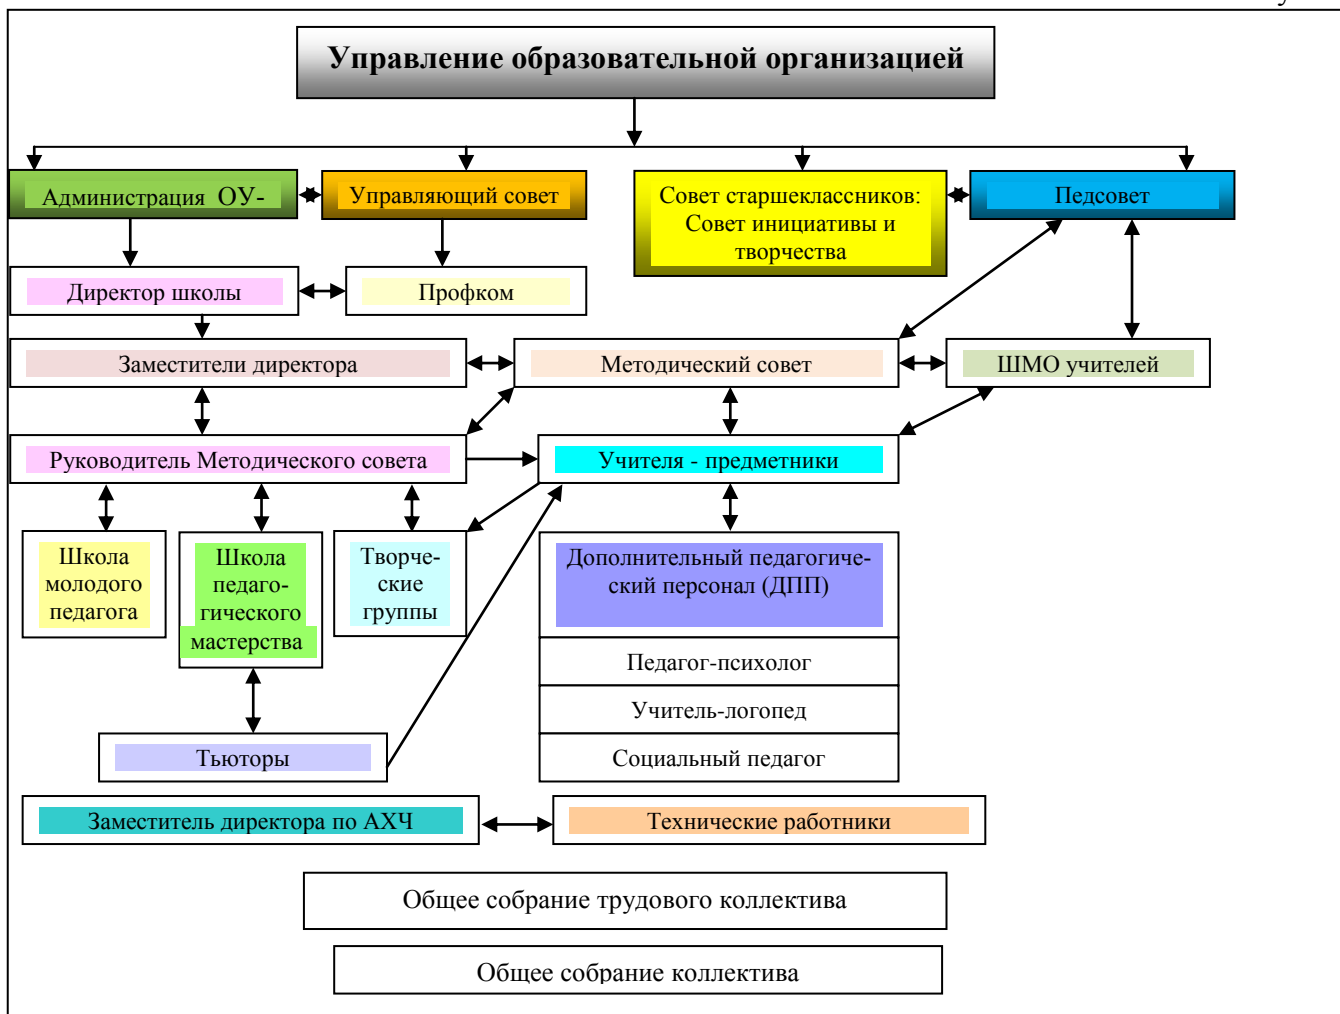 Управление образовательной организацией
Администрация ОУ-
Управляющий совет
Совет старшеклассников:
Совет инициативы и
творчества
Педсовет
Директор школы
Профком
Заместители директора
Методический совет
ШМО учителей
Руководитель Методического совета
Учителя - предметники
Школа
молодого
педагога
Школа
педаго-
гического
мастерства
Творче-
ские
группы
Дополнительный педагогиче-
ский персонал (ДПП)
Педагог-психолог
Учитель-логопед
Социальный педагог
Тьюторы
Заместитель директора по АХЧ
Технические работники
Общее собрание трудового коллектива
Общее собрание коллектива